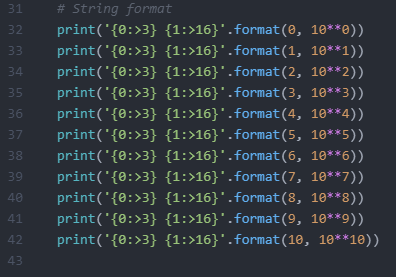 31 # String format
32 print('{0:>3} {1:>16}'.format(0, 10**0))
33 print('{0:>3} {1:>16}'.format(1, 10**1))
34 print('{0:>3} {1:>16}'.format(2, 10**2))
35 print('{0:>3} {1:>16}'.format(3, 10**3))
36 print('{0:>3} {1:>16}'.format(4, 10**4))
37 print('{0:>3} {1:>16}'.format(5, 10**5))
38 print('{0:>3} {1:>16}'.format(6, 10**6))
39 print('{0:>3} {1:>16}'.format(7, 10**7))
40 print('{0:>3} {1:>16}'.format(8, 10**8))
41 print('{0:>3} {1:>16}'.format(9, 10**9))
42 print('{0:>3} {1:>16}'.format(10, 10**10))
43